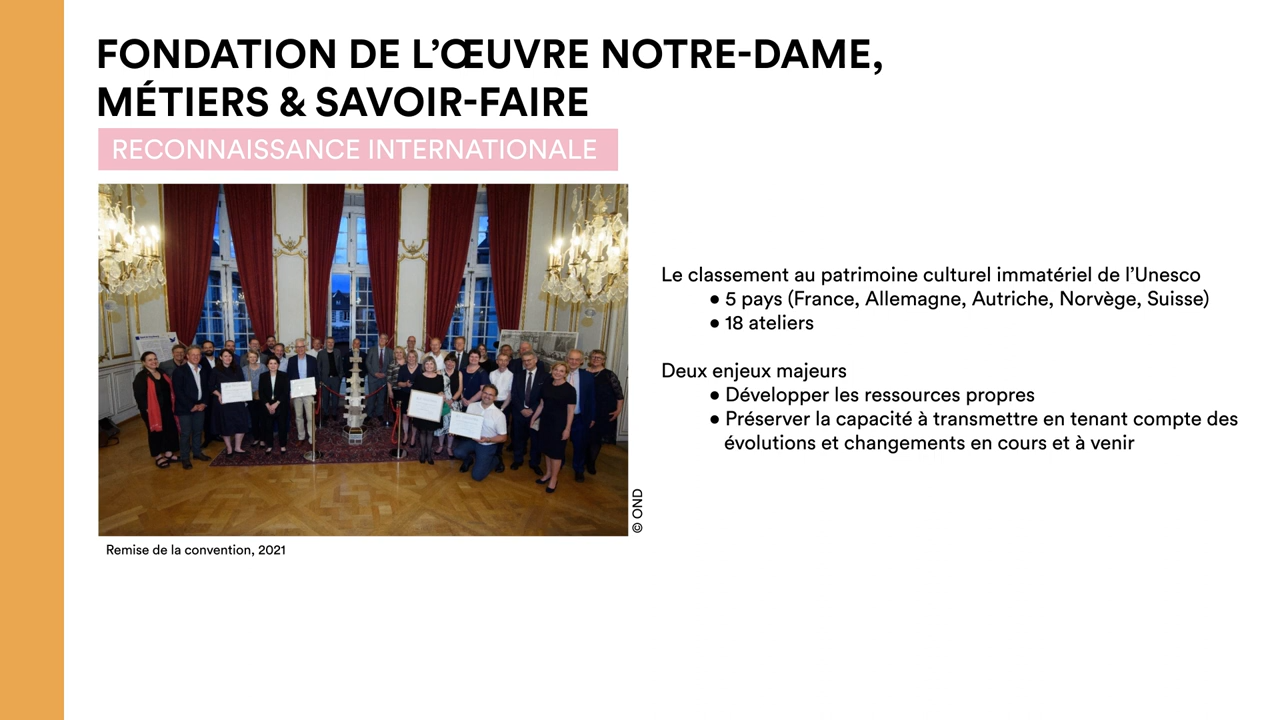 FONDATION DE L’ŒUVRE NOTRE-DAME,
MÉTIERS & SAVOIR-FAIRE
RECONNAISSANCE INTERNATIONALE
© OND
Remise de la convention, 2021
Le classement au patrimoine culturel immatériel de l’Unesco
● 5 pays (France, Allemagne, Autriche, Norvège, Suisse)
● 18 ateliers
Deux enjeux majeurs
● Développer les ressources propres
● Préserver la capacité à transmettre en tenant compte des
évolutions et changements en cours et à venir